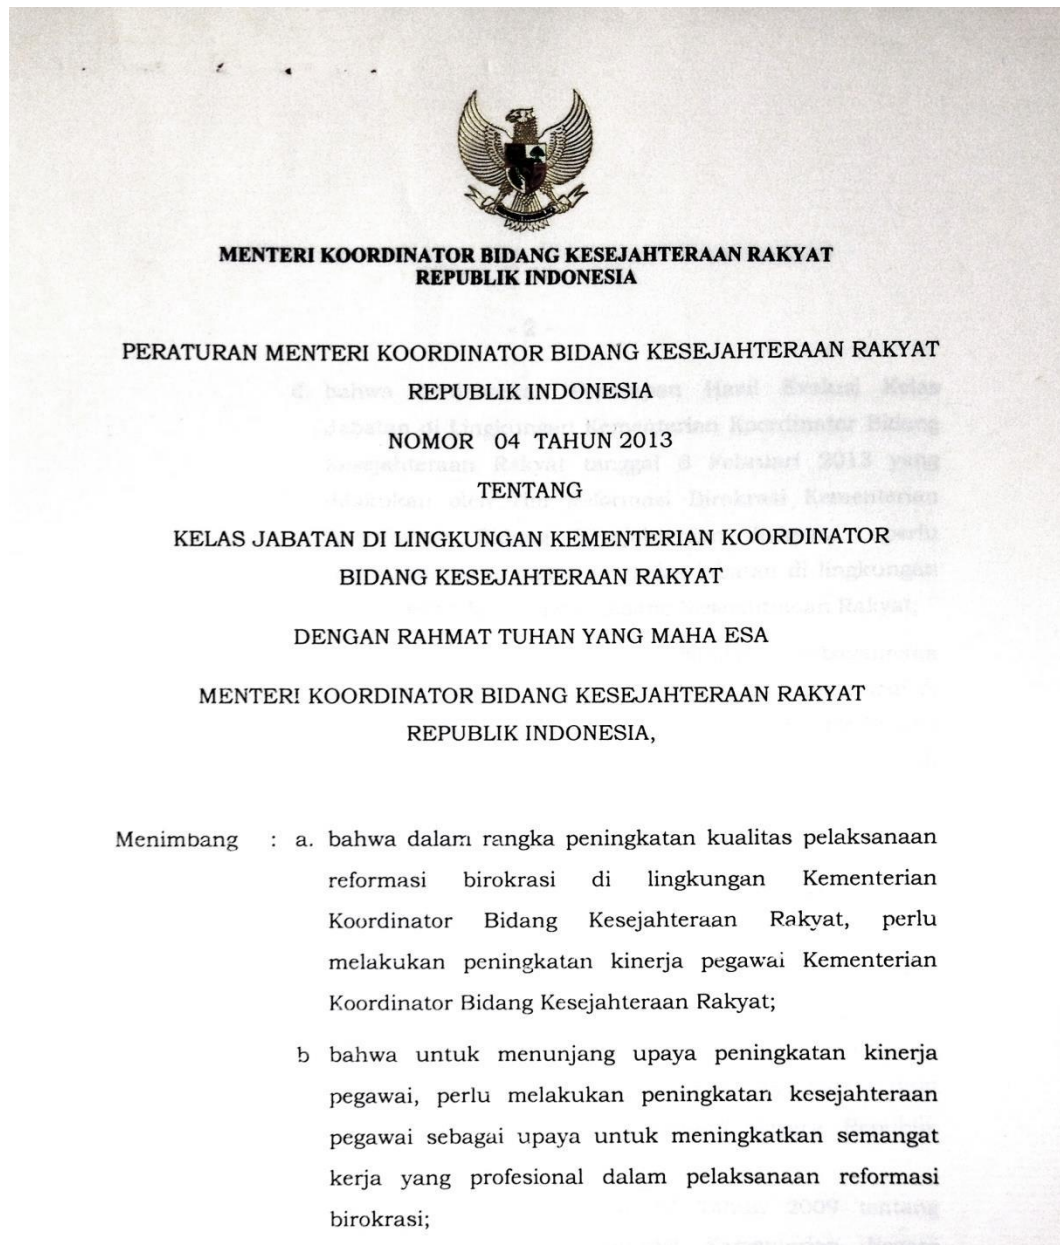 MENTERI KOORDINATOR BIDANG KESEJAHTERAAN RAKYAT
REPUBLIK INDONESIA
- 2 -
PERATURAN MENTERI KOORDINATOR BIDANG KESEJAHTERAAN RAKYAT
REPUBLIK INDONESIA
NOMOR 04 TAHUN 2013
TENTANG
KELAS JABATAN DI LINGKUNGAN KEMENTERIAN KOORDINATOR
BIDANG KESEJAHTERAAN RAKYAT
DENGAN RAHMAT TUHAN YANG MAHA ESA
MENTERI KOORDINATOR BIDANG KESEJAHTERAAN RAKYAT
REPUBLIK INDONESIA,
Menimbang : a. bahwa dalam rangka peningkatan kualitas pelaksanaan
reformasi birokrasi di lingkungan Kementerian
Koordinator Bidang Kesejahteraan Rakyat, perlu
melakukan peningkatan kinerja pegawai Kementerian
Koordinator Bidang Kesejahteraan Rakyat;
b bahwa untuk menunjang upaya peningkatan kinerja
pegawai, perlu melakukan peningkatan kesejahteraan
pegawai sebagai upaya untuk meningkatkan semangat
kerja yang profesional dalam pelaksanaan reformasi
birokrasi;